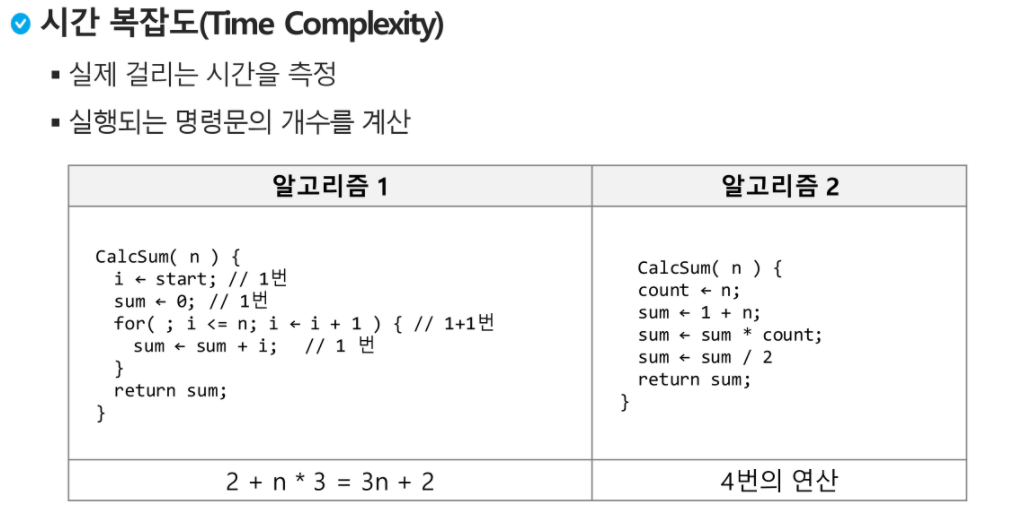 시간 복잡도(Time Complexity)
▪ 실제 걸리는 시간을 측정
▪ 실행되는 명령문의 개수를 계산
알고리즘 1
CalcSum( n ) {
i ← start; // 1번
sum ← 0; // 1번
for( ; i <= n; i ← i + 1 ) { // 1+1번
sum ← sum + i; // 1 번
}
return sum;
}
2 + n * 3 = 3n + 2
알고리즘 2
CalcSum( n ) {
count ← n;
sum ← 1 + n;
sum ← sum * count;
sum ← sum / 2
return sum;
}
4번의 연산